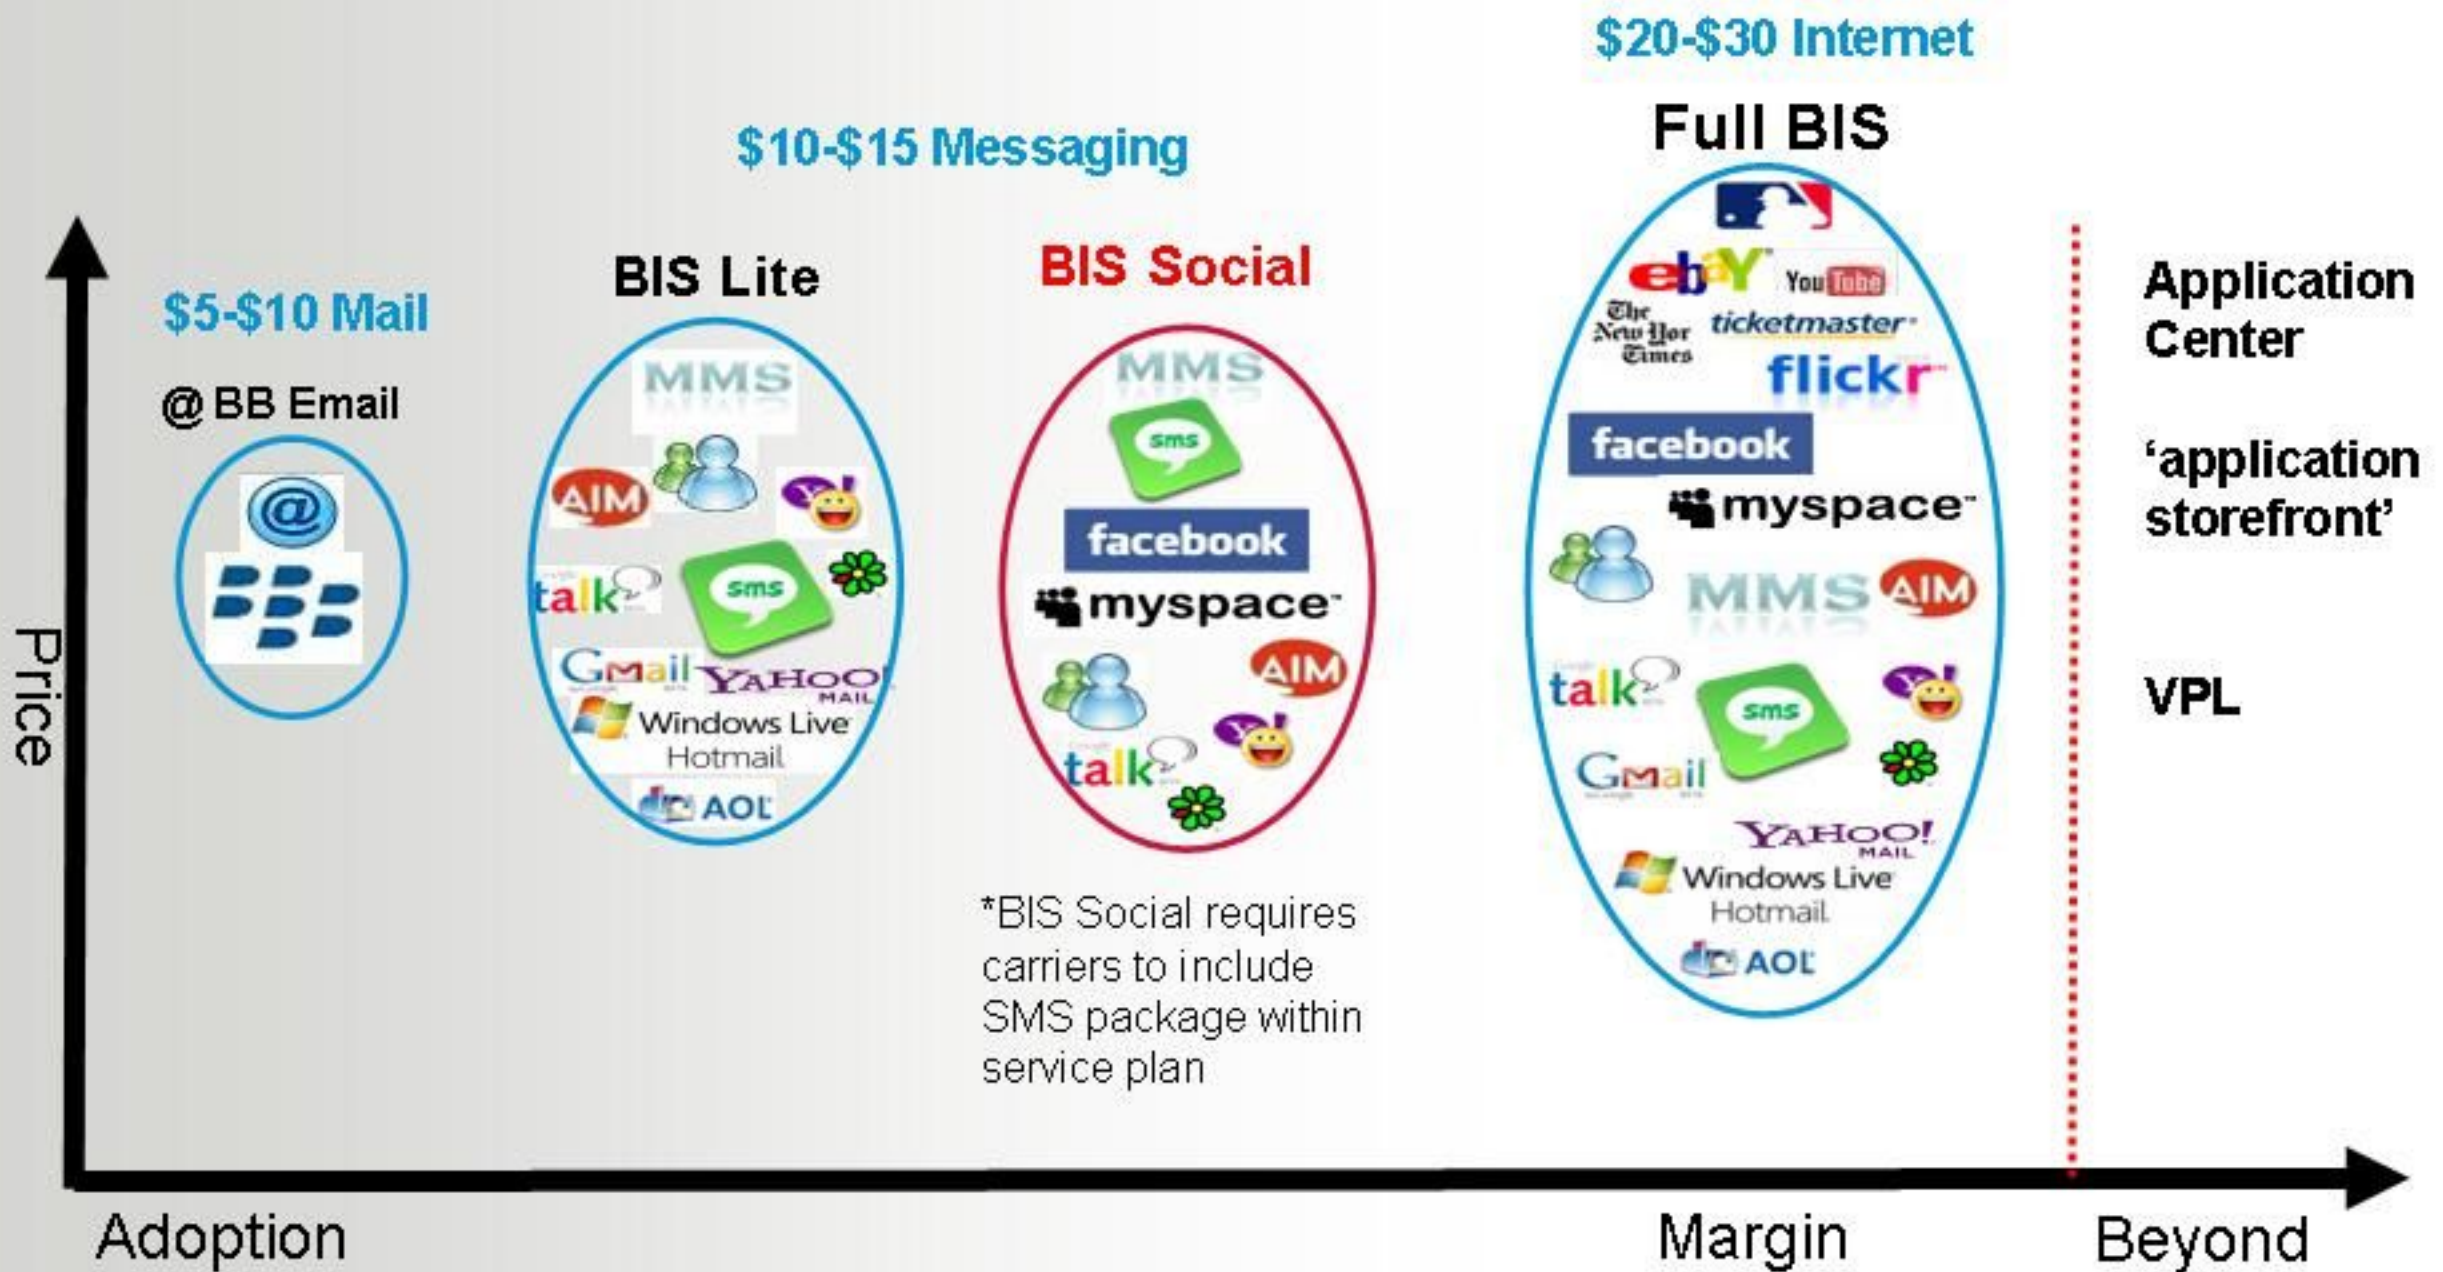 $20-$30 Internet
Full BIS
$10-$15 Messaging
BIS Lite
BIS Social
$5-$10 Mail
@ BB Email
@
MMS
AIM
Y!
talk
sms
Gmail
YAHOO!
MAIL
Windows Live
Hotmail
AOL
MMS
sms
facebook
myspace
AIM
Y!
talk
*BIS Social requires
carriers to include
SMS package within
service plan
ebaY
YouTube
The
New Yor
Times
ticketmaster
flickr
facebook
myspace
MMS
AIM
talk
sms
Y!
Gmail
YAHOO!
MAIL
Windows Live
Hotmail
AOL
Application
Center
‘application
storefront’
VPL
Price
Adoption
Margin
Beyond